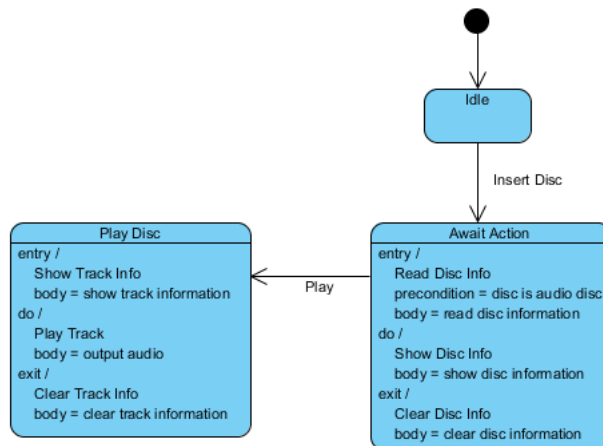 Idle
Insert Disc
Play Disc
entry /
Show Track Info
body = show track information
do /
Play Track
body = output audio
exit /
Clear Track Info
body = clear track information
Play
Await Action
entry /
Read Disc Info
precondition = disc is audio disc
body = read disc information
do /
Show Disc Info
body = show disc information
exit /
Clear Disc Info
body = clear disc information